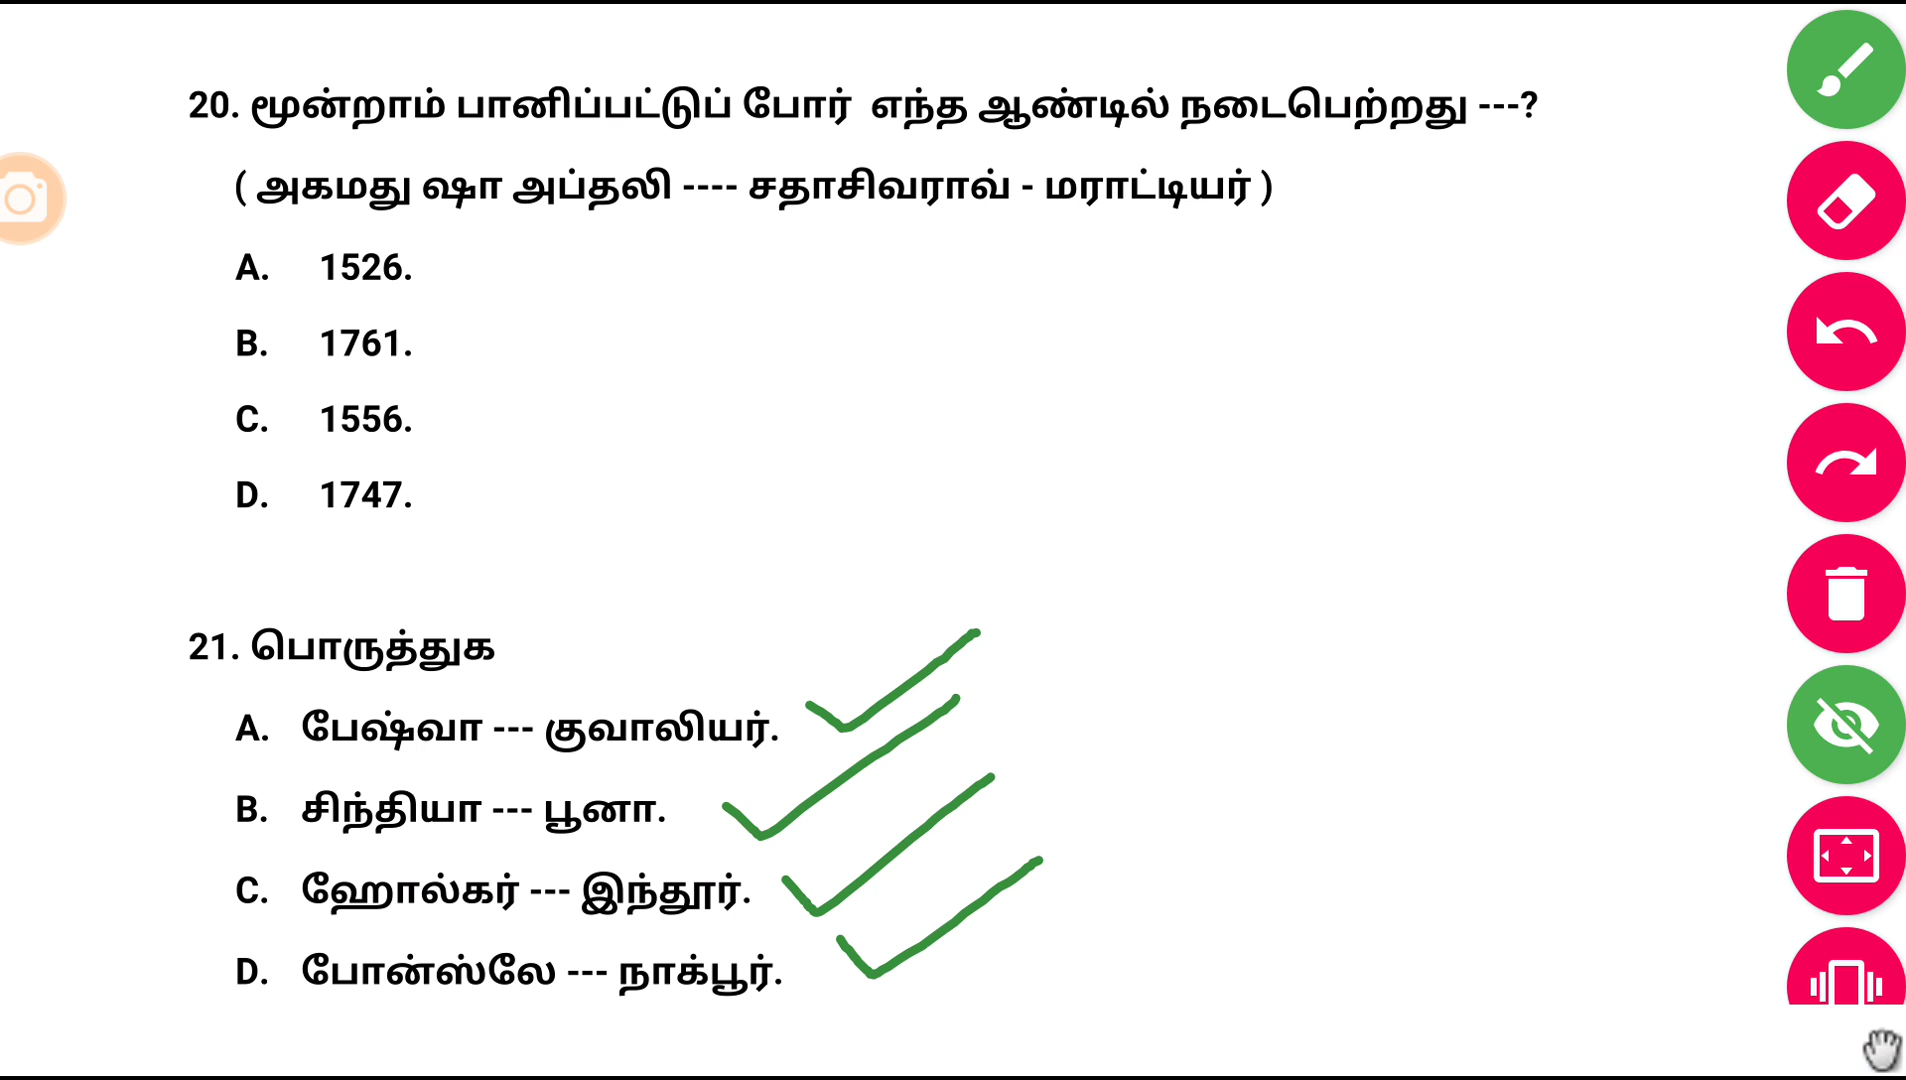 20. மூன்றாம் பானிப்பட்டுப் போர் எந்த ஆண்டில் நடைபெற்றது ---?
( அகமது ஷா அப்தலி ---- சதாசிவராவ் - மராட்டியர் )
A. 1526.
B. 1761.
C. 1556.
D. 1747.
21. பொருத்துக
A. பேஷ்வா --- குவாலியர்.
B. சிந்தியா --- பூனா.
C. ஹோல்கர் --- இந்தூர்.
D. போன்ஸ்லே --- நாக்பூர்.